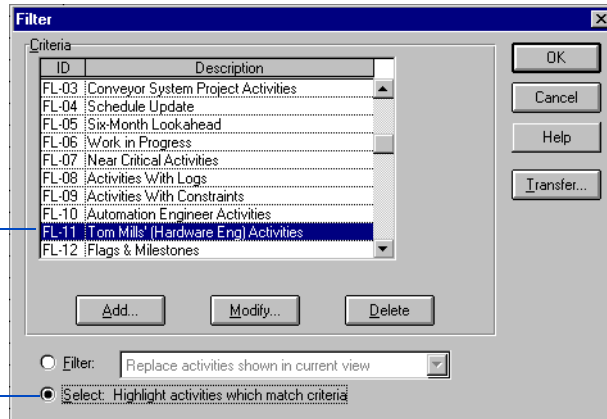 Filter
Criteria
ID Description
FL-03 Conveyor System Project Activities
FL-04 Schedule Update
FL-05 Six-Month Lookahead
FL-06 Work in Progress
FL-07 Near Critical Activities
FL-08 Activities With Logs
FL-09 Activities With Constraints
FL-10 Automation Engineer Activities
FL-11 Tom Mills' (Hardware Eng) Activities
FL-12 Flags & Milestones
Add... Modify... Delete
Filter: Replace activities shown in current view
Select: Highlight activities which match criteria
OK
Cancel
Help
Transfer...